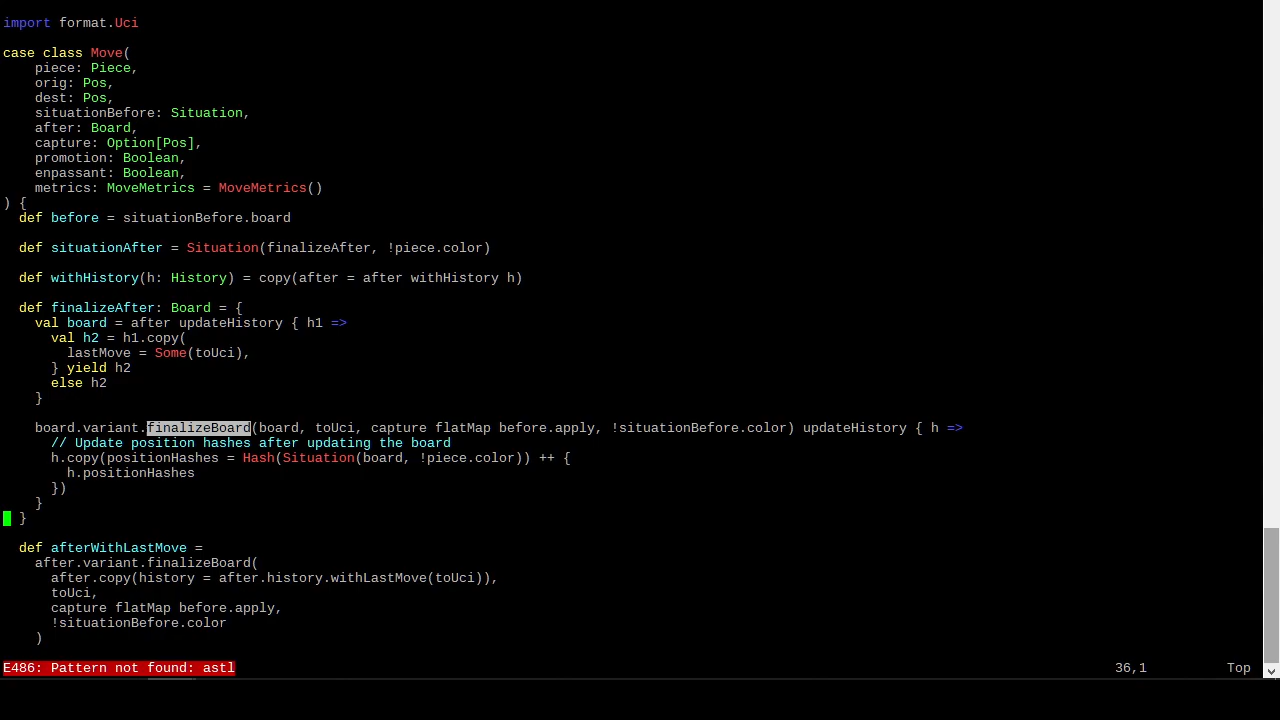 import format.Uci
case class Move(
piece: Piece,
orig: Pos,
dest: Pos,
situationBefore: Situation,
after: Board,
capture: Option[Pos],
promotion: Boolean,
enpassant: Boolean,
metrics: MoveMetrics = MoveMetrics()
) {
def before = situationBefore.board
def situationAfter = Situation(finalizeAfter, !piece.color)
def withHistory(h: History) = copy(after = after withHistory h)
def finalizeAfter: Board = {
val board = after updateHistory { h1 =>
val h2 = h1.copy(
lastMove = Some(toUci),
} yield h2
else h2
}
board.variant.finalizeBoard(board, toUci, capture flatMap before.apply, !situationBefore.color) updateHistory { h =>
// Update position hashes after updating the board
h.copy(positionHashes = Hash(Situation(board, !piece.color)) ++ {
h.positionHashes
})
}
}
def afterWithLastMove =
after.variant.finalizeBoard(
after.copy(history = after.history.withLastMove(toUci)),
toUci,
capture flatMap before.apply,
!situationBefore.color
)
E486: Pattern not found: astl 36,1 Top